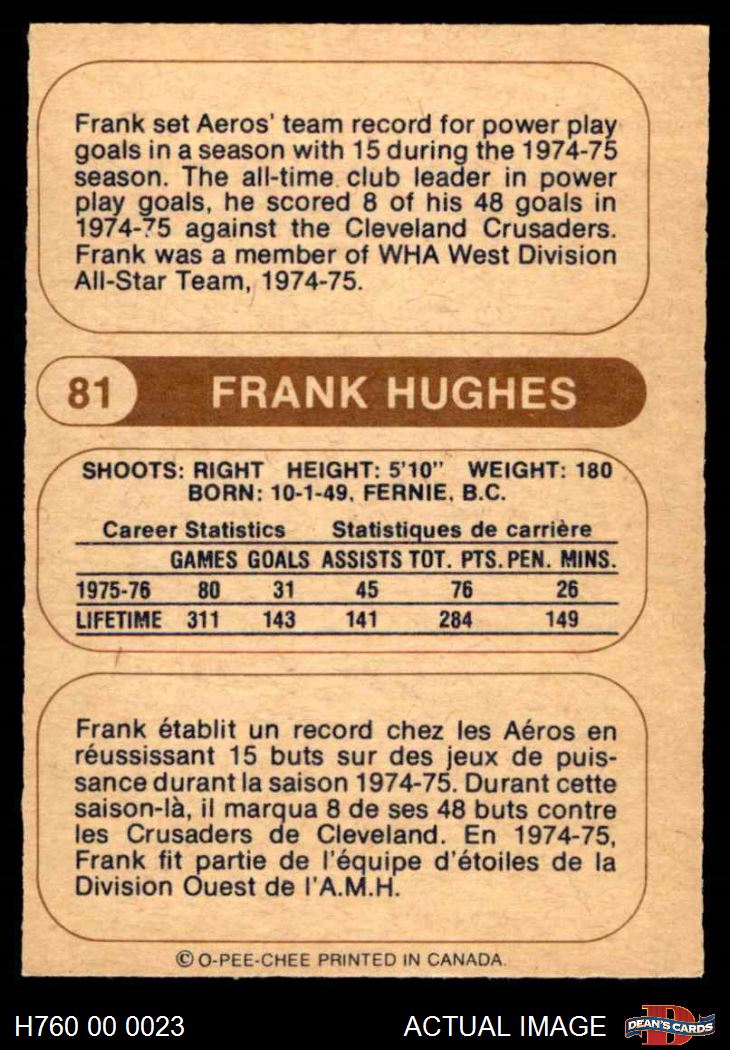 Frank set Aeros' team record for power play
goals in a season with 15 during the 1974-75
season. The all-time club leader in power
play goals, he scored 8 of his 48 goals in
1974-75 against the Cleveland Crusaders.
Frank was a member of WHA West Division
All-Star Team, 1974-75.
81 FRANK HUGHES
SHOOTS: RIGHT HEIGHT: 5'10" WEIGHT: 180
BORN: 10-1-49, FERNIE, B.C.
Career Statistics Statistiques de carrière
GAMES GOALS ASSISTS TOT. PTS. PEN. MINS.
1975-76 80 31 45 76 26
LIFETIME 311 143 141 284 149
Frank établit un record chez les Aéros en
réussissant 15 buts sur des jeux de puis-
sance durant la saison 1974-75. Durant cette
saison-là, il marqua 8 de ses 48 buts contre
les Crusaders de Cleveland. En 1974-75,
Frank fit partie de l'équipe d'étoiles de la
Division Ouest de l'A.M.H.
© O-PEE-CHEE PRINTED IN CANADA.
H760 00 0023 ACTUAL IMAGE D DEAN'S CARDS